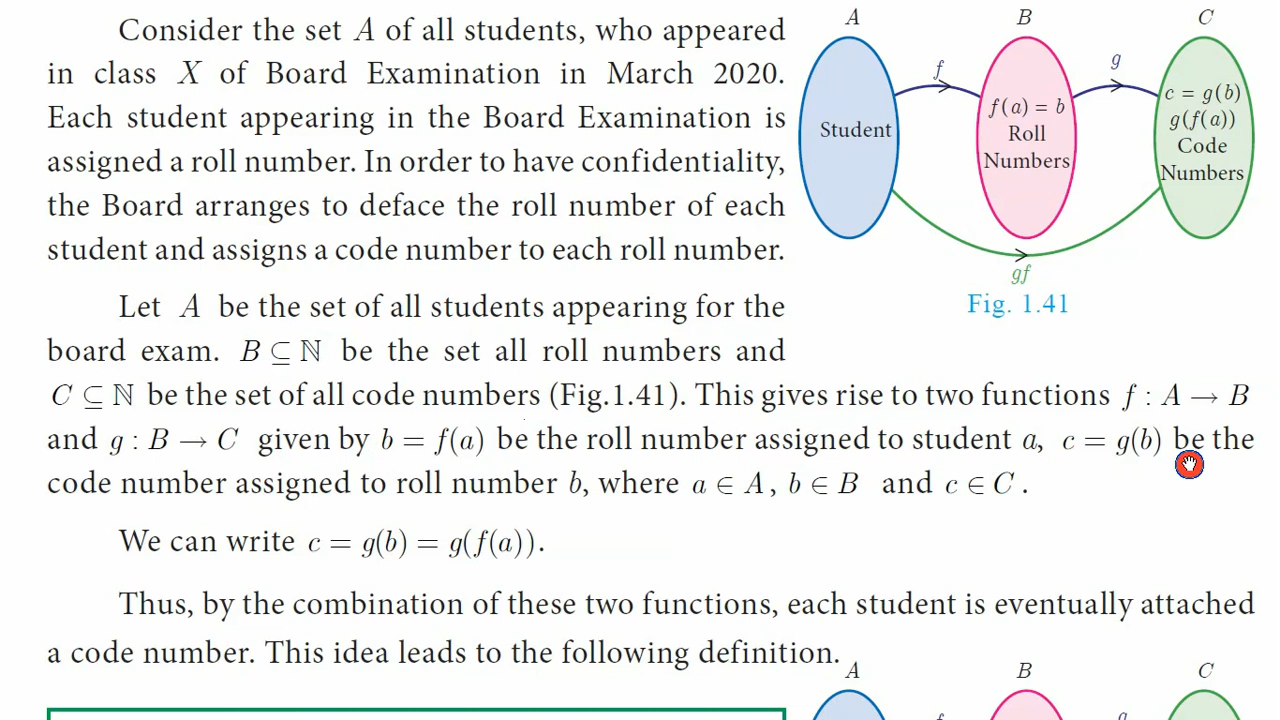 Consider the set A of all students, who appeared
in class X of Board Examination in March 2020.
Each student appearing in the Board Examination is
assigned a roll number. In order to have confidentiality,
the Board arranges to deface the roll number of each
student and assigns a code number to each roll number.
A
B
C
f
g
Student
f(a) = b
Roll
Numbers
c = g(b)
g(f(a))
Code
Numbers
gf
Fig. 1.41
Let A be the set of all students appearing for the
board exam. B ⊆ ℕ be the set all roll numbers and
C ⊆ ℕ be the set of all code numbers (Fig.1.41). This gives rise to two functions f : A → B
and g : B → C given by b = f(a) be the roll number assigned to student a, c = g(b) be the
code number assigned to roll number b, where a ∈ A, b ∈ B and c ∈ C .
We can write c = g(b) = g(f(a)).
Thus, by the combination of these two functions, each student is eventually attached
a code number. This idea leads to the following definition.
A
B
C